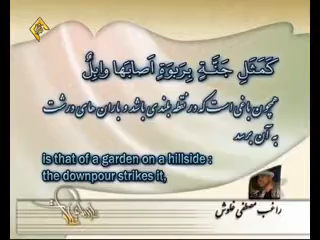 كَمَثَلِ جَنَّةٍ بِرَبْوَةٍ أَصَابَهَا وَابِلٌ
همچون باغی است که در نقطه بلندی باشد و باران های درشت
به آن برسد
is that of a garden on a hillside :
the downpour strikes it,
راغب مصطفی غلوش